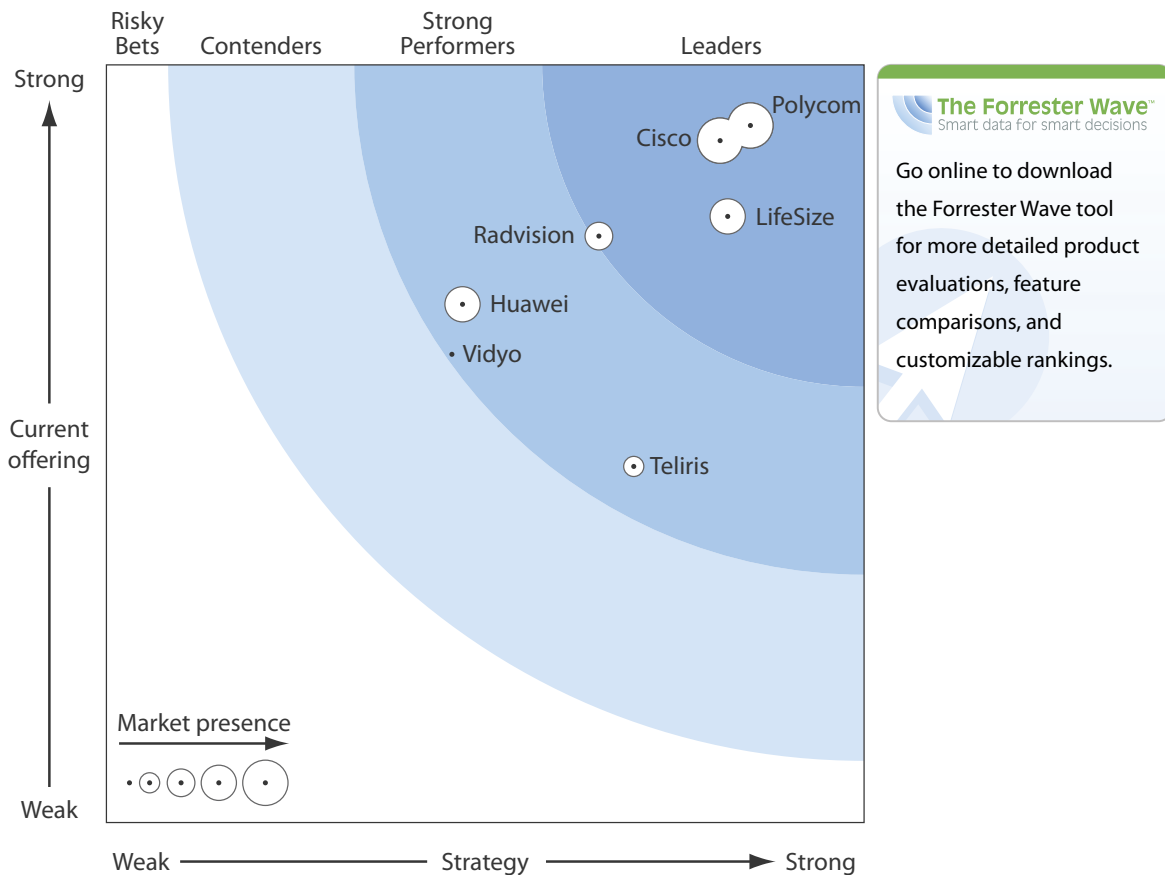 Risky
Bets
Contenders
Strong
Performers
Leaders
Strong
Current
offering
Weak
Polycom
Cisco
LifeSize
Radvision
Huawei
Vidyo
Teliris
Market presence
Weak
Strategy
Strong
The Forrester Wave™
Smart data for smart decisions
Go online to download
the Forrester Wave tool
for more detailed product
evaluations, feature
comparisons, and
customizable rankings.